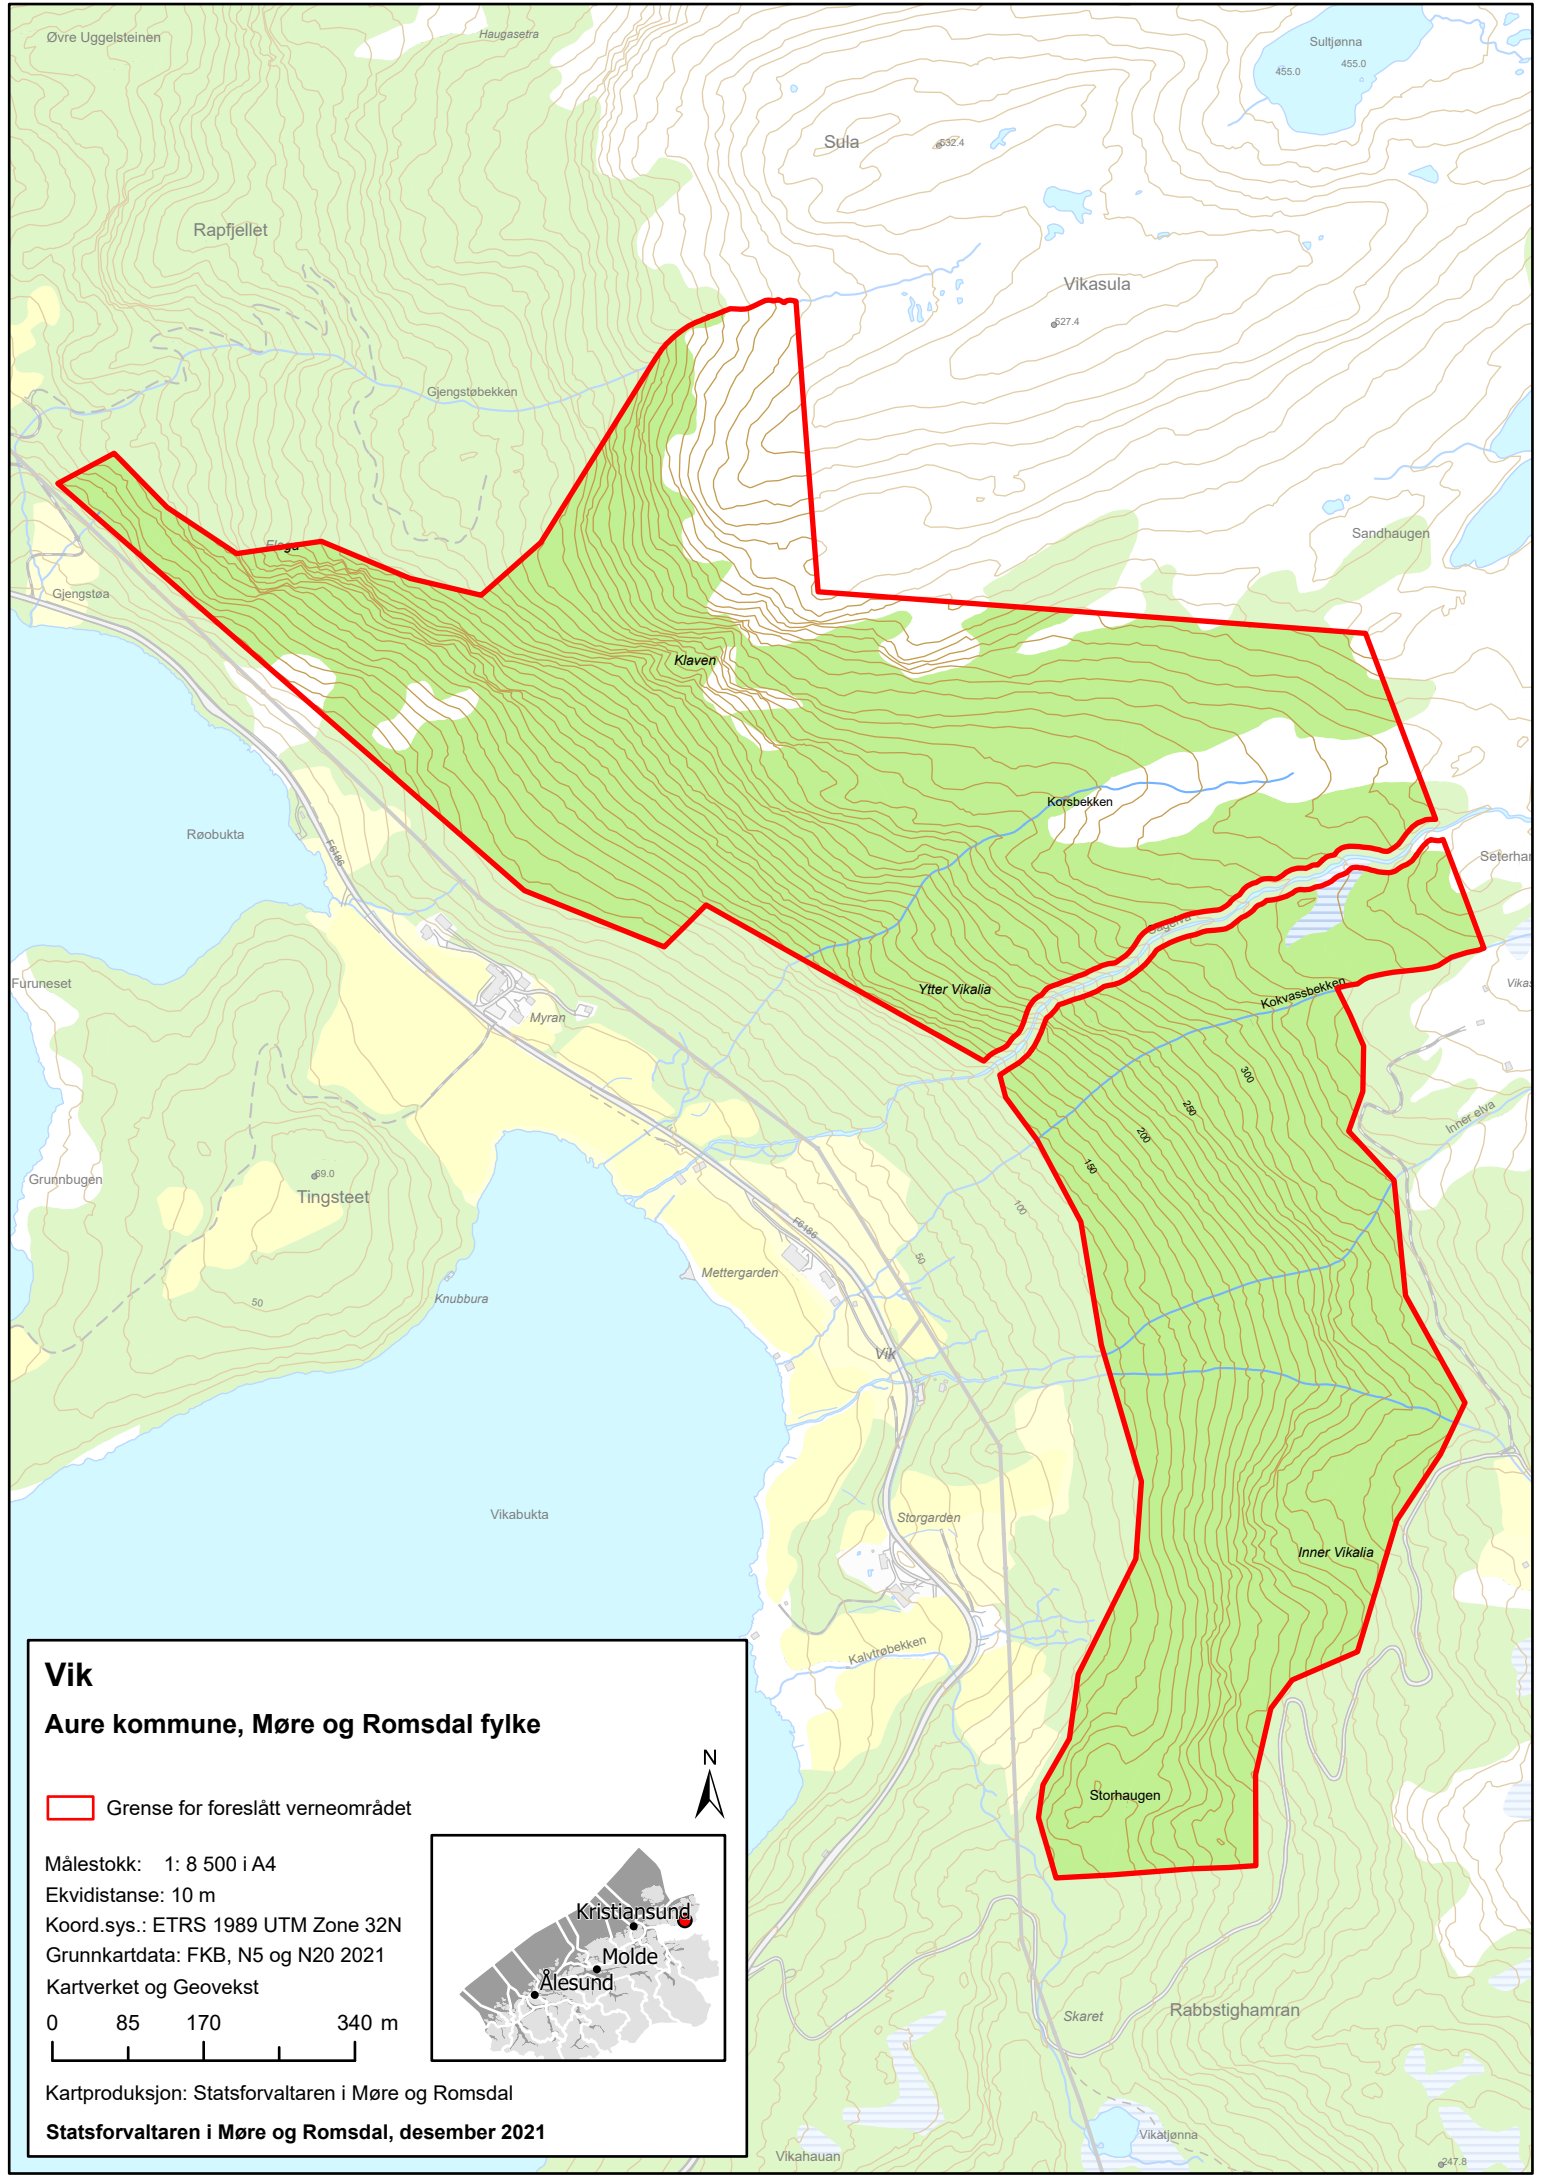 Øvre Uggelsteinen
Haugasetra
Sultjønna
455.0
455.0
Sula
532.4
Rapfjellet
Vikasula
527.4
Gjengstøbekken
Sandhaugen
Gjengstøa
Klaven
Korsbekken
Røobukta
F6186
Sagelva
Furuneset
Ytter Vikalia
Kokvassbekken
Myran
300
250
200
150
100
50
Inner elva
Grunnbugen
69.0
Tingsteet
F6186
Mettergarden
Knubbura
50
Vik
Vikabukta
Storgarden
Inner Vikalia
Kalvtrøbekken
Storhaugen
Skaret
Rabbstighamran
Vikatjønna
Vikahauan
247.8
Vik
Aure kommune, Møre og Romsdal fylke
N
Grense for foreslått verneområdet
Målestokk: 1: 8 500 i A4
Ekvidistanse: 10 m
Koord.sys.: ETRS 1989 UTM Zone 32N
Grunnkartdata: FKB, N5 og N20 2021
Kartverket og Geovekst
0 85 170 340 m
Kristiansund
Molde
Ålesund
Kartproduksjon: Statsforvaltaren i Møre og Romsdal
Statsforvaltaren i Møre og Romsdal, desember 2021